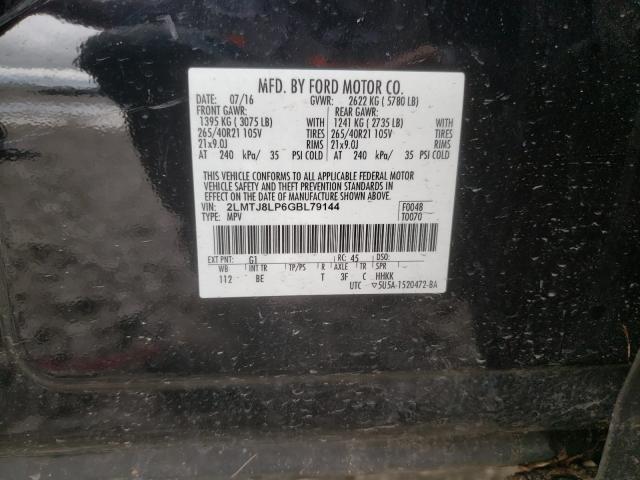 MFD. BY FORD MOTOR CO.
DATE: 07/16 GVWR: 2622 KG ( 5780 LB)
FRONT GAWR: REAR GAWR:
1395 KG ( 3075 LB) WITH 1241 KG ( 2735 LB) WITH
265/40R21 105V TIRES 265/40R21 105V TIRES
21x9.0J RIMS 21x9.0J RIMS
AT 240 kPa/ 35 PSI COLD AT 240 kPa/ 35 PSI COLD
THIS VEHICLE CONFORMS TO ALL APPLICABLE FEDERAL MOTOR
VEHICLE SAFETY AND THEFT PREVENTION STANDARDS IN
EFFECT ON THE DATE OF MANUFACTURE SHOWN ABOVE.
VIN: 2LMTJ8LP6GBL79144 F0048
TYPE: MPV T0070
EXT PNT: G1 RC: 45 DSO:
WB INT TR TP/PS R AXLE TR SPR
112 BE T 3F C HHKK
UTC ▽5U5A-1520472-BA